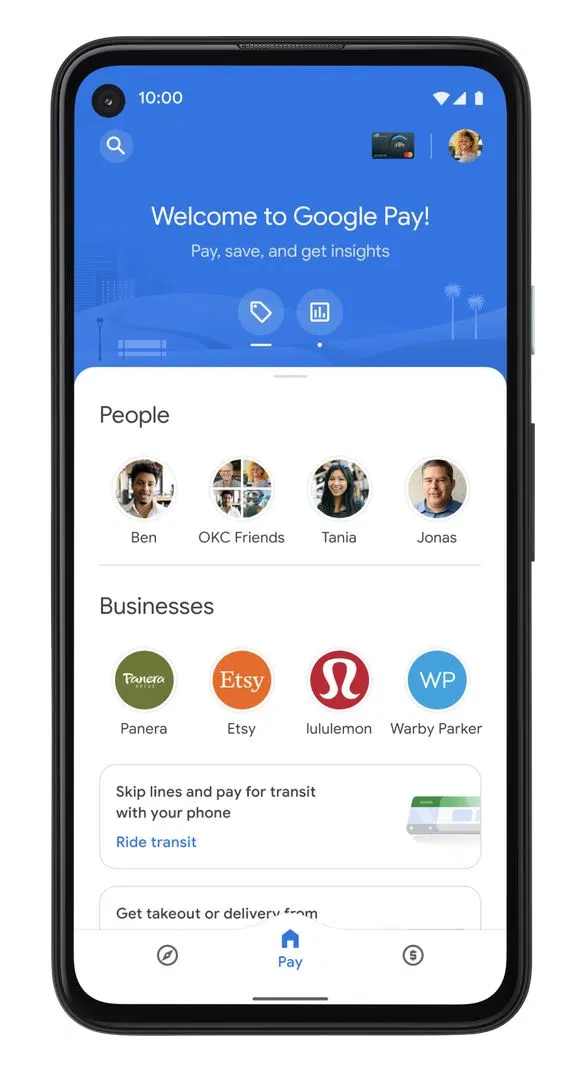 10:00
Welcome to Google Pay!
Pay, save, and get insights
People
Ben
OKC Friends
Tania
Jonas
Businesses
Panera
BREAD
Etsy
WP
Panera
Etsy
lululemon
Warby Parker
Skip lines and pay for transit
with your phone
Ride transit
Get takeout or delivery from
Pay